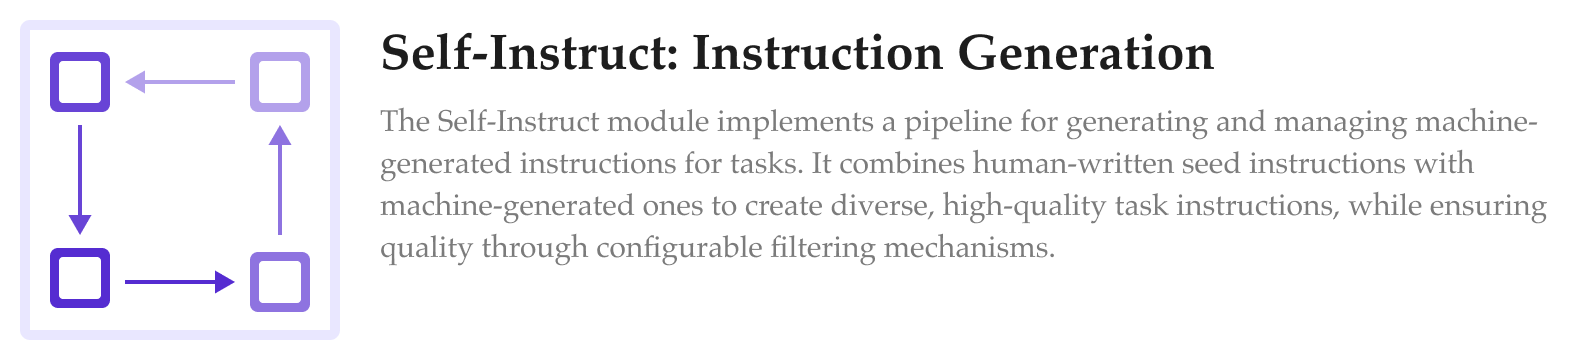 Self-Instruct: Instruction Generation
The Self-Instruct module implements a pipeline for generating and managing machine-
generated instructions for tasks. It combines human-written seed instructions with
machine-generated ones to create diverse, high-quality task instructions, while ensuring
quality through configurable filtering mechanisms.